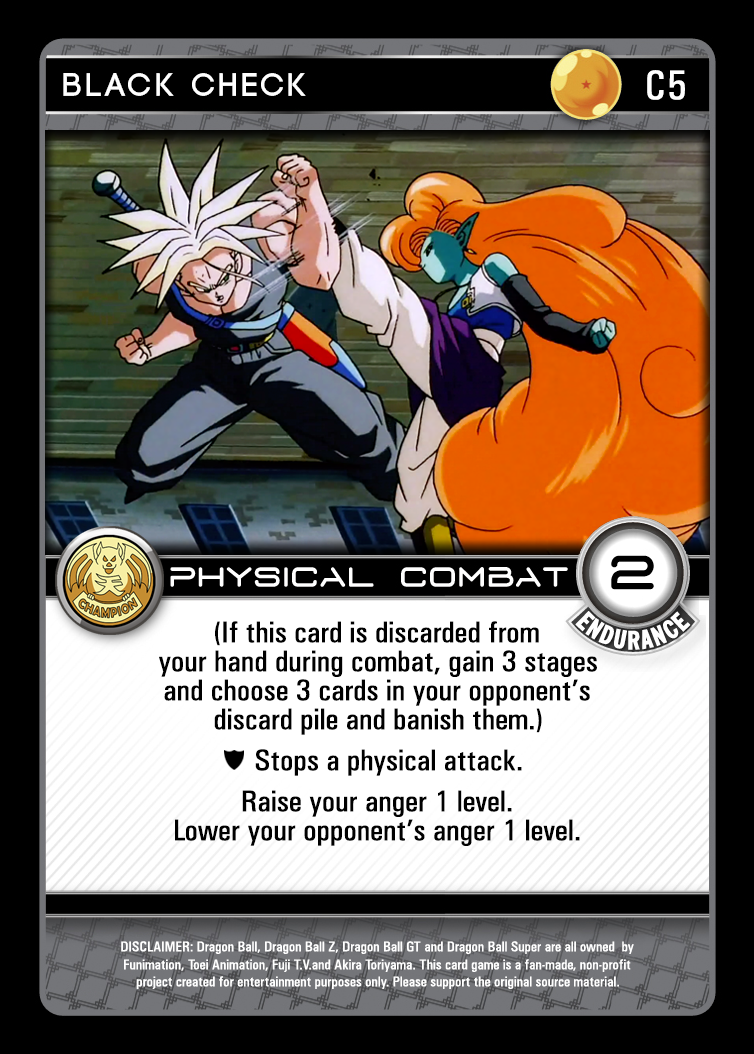 BLACK CHECK
C5
PHYSICAL COMBAT
2
CHAMPION
ENDURANCE
(If this card is discarded from
your hand during combat, gain 3 stages
and choose 3 cards in your opponent's
discard pile and banish them.)
Stops a physical attack.
Raise your anger 1 level.
Lower your opponent's anger 1 level.
DISCLAIMER: Dragon Ball, Dragon Ball Z, Dragon Ball GT and Dragon Ball Super are all owned by
Funimation, Toei Animation, Fuji T.V.and Akira Toriyama. This card game is a fan-made, non-profit
project created for entertainment purposes only. Please support the original source material.